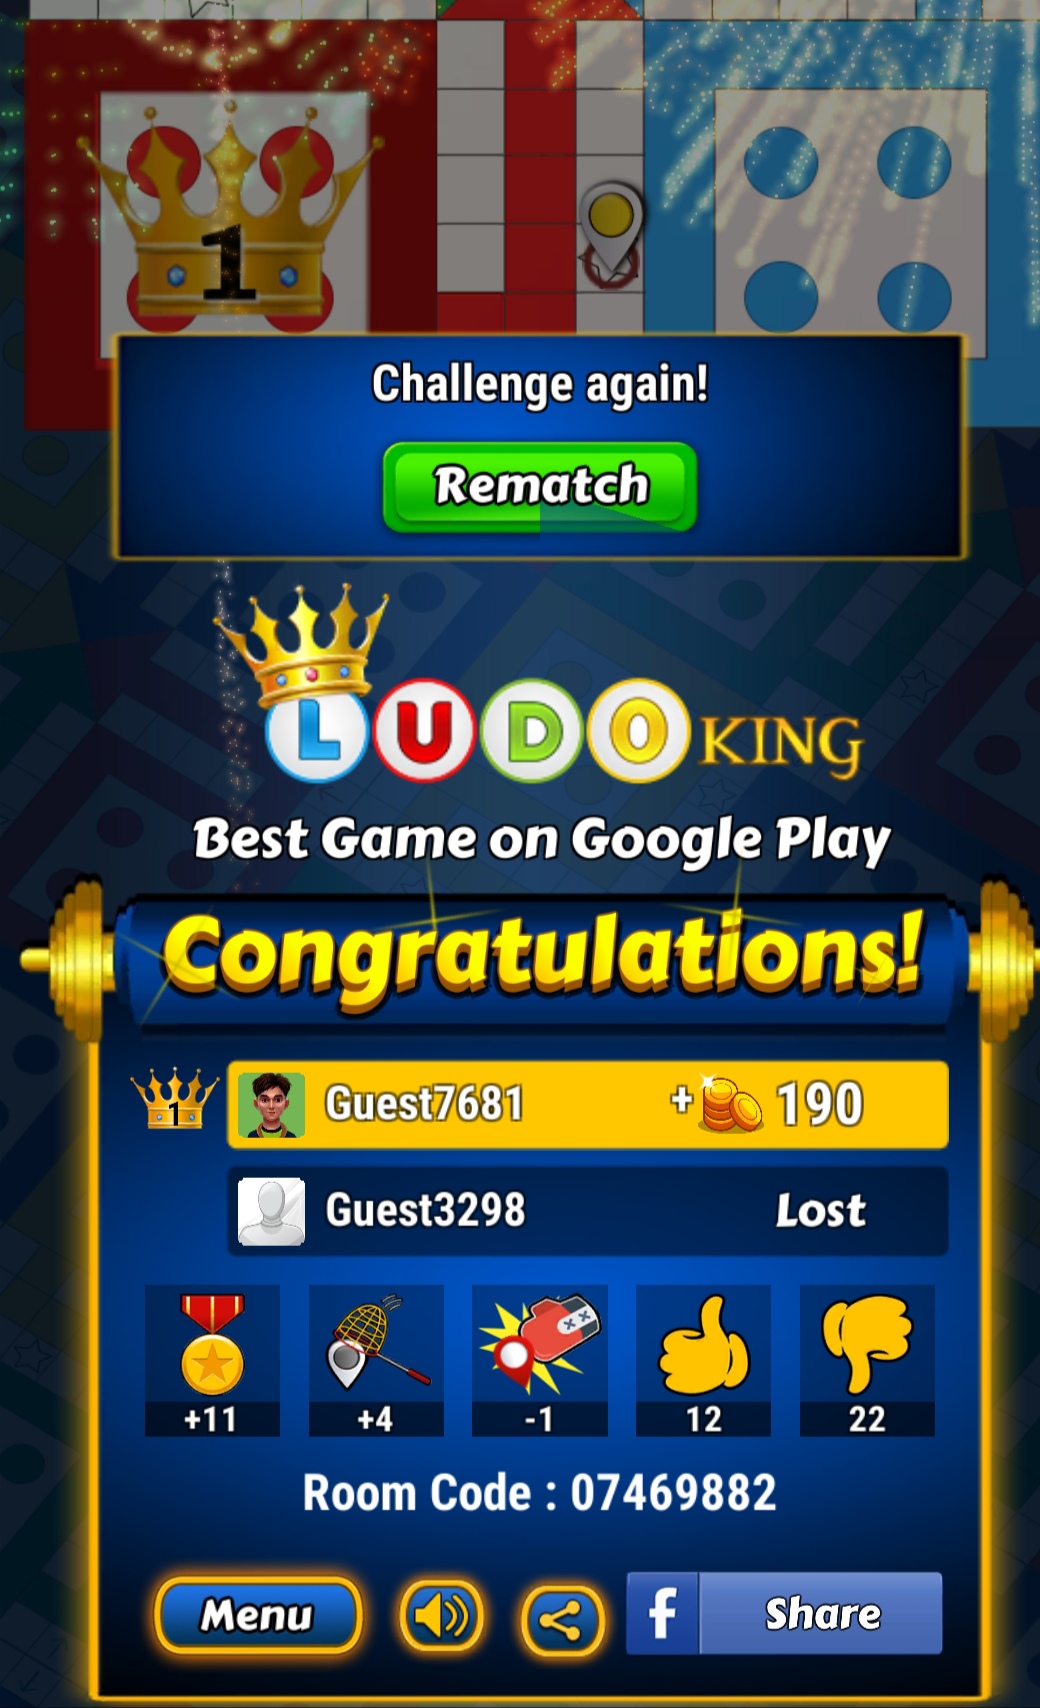 1
Challenge again!
Rematch
LUDO KING
Best Game on Google Play
Congratulations!
1 Guest7681 + 190
Guest3298 Lost
+11 +4 -1 12 22
Room Code : 07469882
Menu f Share